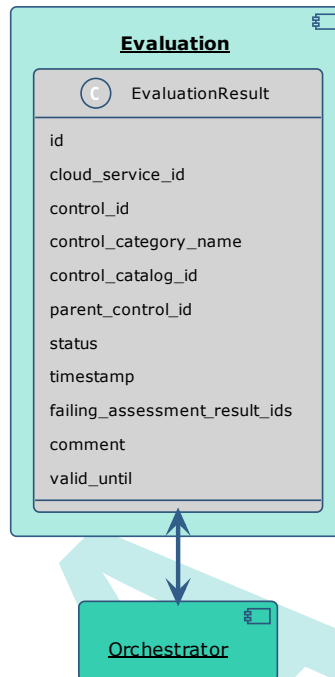 Evaluation
C EvaluationResult
id
cloud_service_id
control_id
control_category_name
control_catalog_id
parent_control_id
status
timestamp
failing_assessment_result_ids
comment
valid_until
Orchestrator